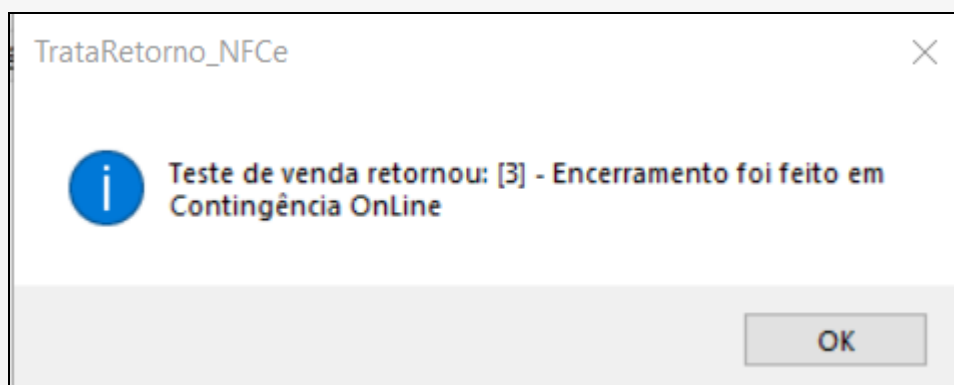 TrataRetorno_NFCe
Teste de venda retornou: [3] - Encerramento foi feito em
Contingência OnLine
OK